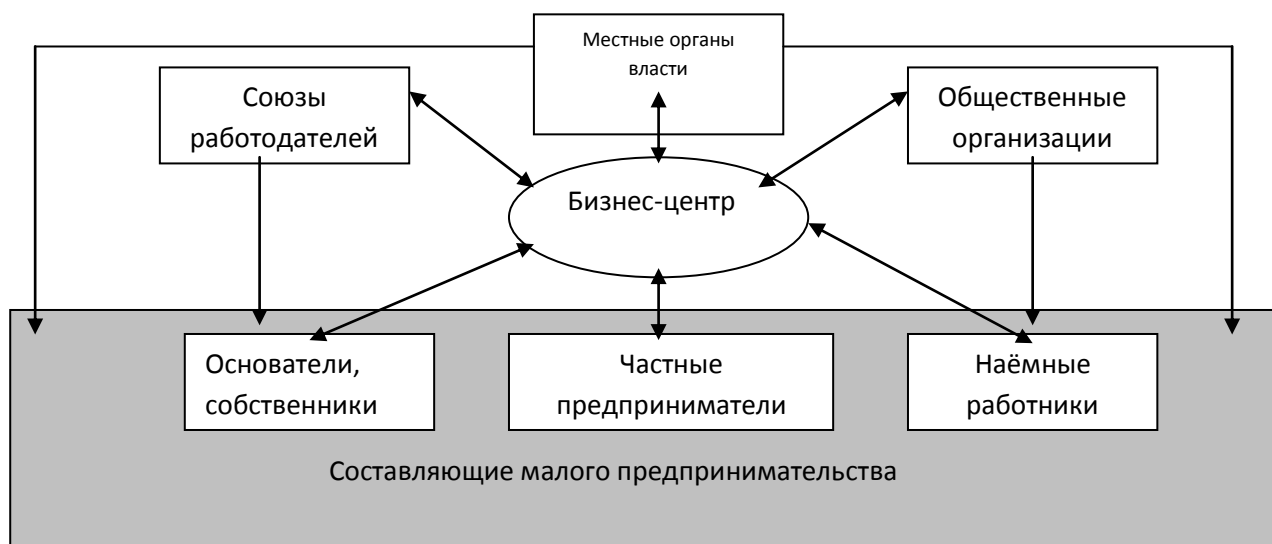 Местные органы
власти
Союзы
работодателей
Общественные
организации
Бизнес-центр
Основатели,
собственники
Частные
предприниматели
Наёмные
работники
Составляющие малого предпринимательства